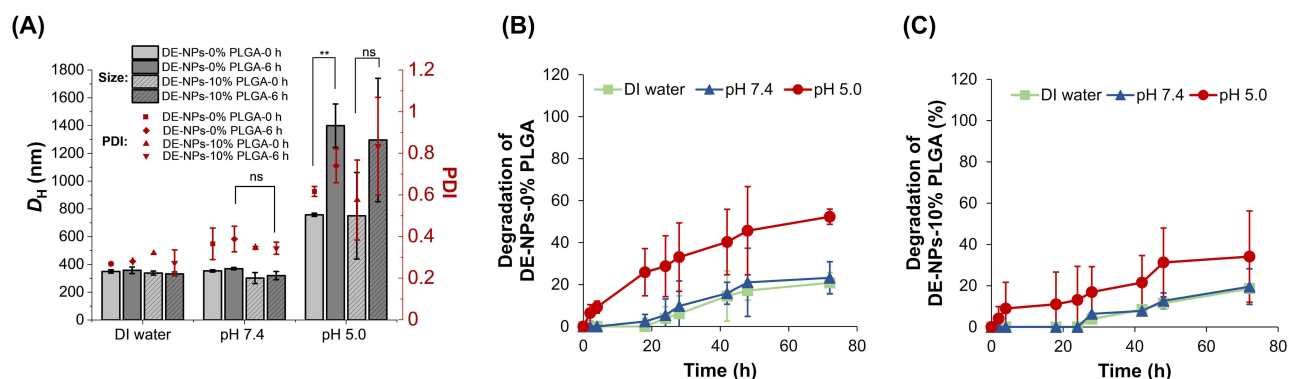 (A)
DE-NPs-0% PLGA-0 h
DE-NPs-0% PLGA-6 h
Size:
DE-NPs-10% PLGA-0 h
DE-NPs-10% PLGA-6 h
DE-NPs-0% PLGA-0 h
DE-NPs-0% PLGA-6 h
PDI:
DE-NPs-10% PLGA-0 h
DE-NPs-10% PLGA-6 h
**
ns
ns
DH (nm)
1800
1600
1400
1200
1000
800
600
400
200
0
DI water
pH 7.4
pH 5.0
1.2
1
0.8
0.6
0.4
0.2
0
PDI
(B)
Degradation of
DE-NPs-0% PLGA
120
100
80
60
40
20
0
DI water
pH 7.4
pH 5.0
0
20
40
60
80
Time (h)
(C)
Degradation of
DE-NPs-10% PLGA (%)
120
100
80
60
40
20
0
DI water
pH 7.4
pH 5.0
0
20
40
60
80
Time (h)